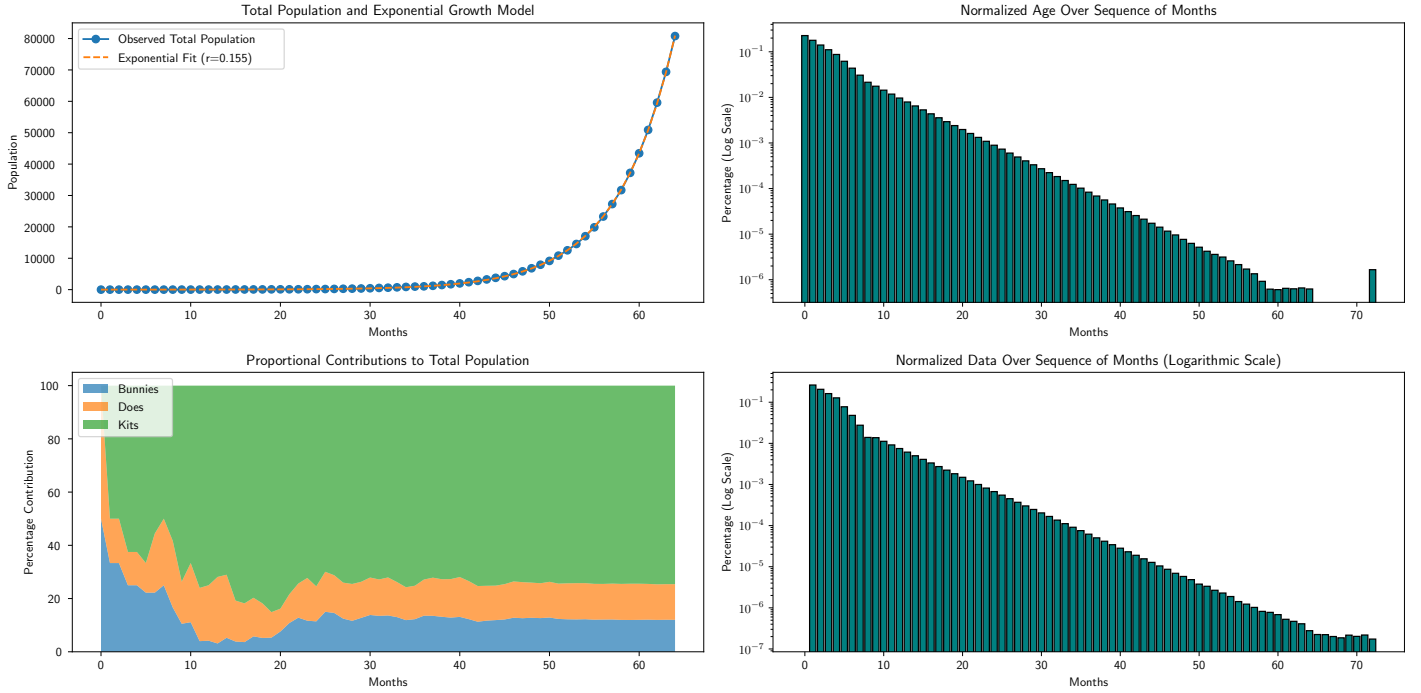 Total Population and Exponential Growth Model
Observed Total Population
Exponential Fit (r=0.155)
Population
80000
70000
60000
50000
40000
30000
20000
10000
0
0 10 20 30 40 50 60
Months
Normalized Age Over Sequence of Months
Percentage (Log Scale)
10⁻¹
10⁻²
10⁻³
10⁻⁴
10⁻⁵
10⁻⁶
0 10 20 30 40 50 60 70
Months
Proportional Contributions to Total Population
Bunnies
Does
Kits
Percentage Contribution
100
80
60
40
20
0
0 10 20 30 40 50 60
Months
Normalized Data Over Sequence of Months (Logarithmic Scale)
Percentage (Log Scale)
10⁻¹
10⁻²
10⁻³
10⁻⁴
10⁻⁵
10⁻⁶
10⁻⁷
0 10 20 30 40 50 60 70
Months